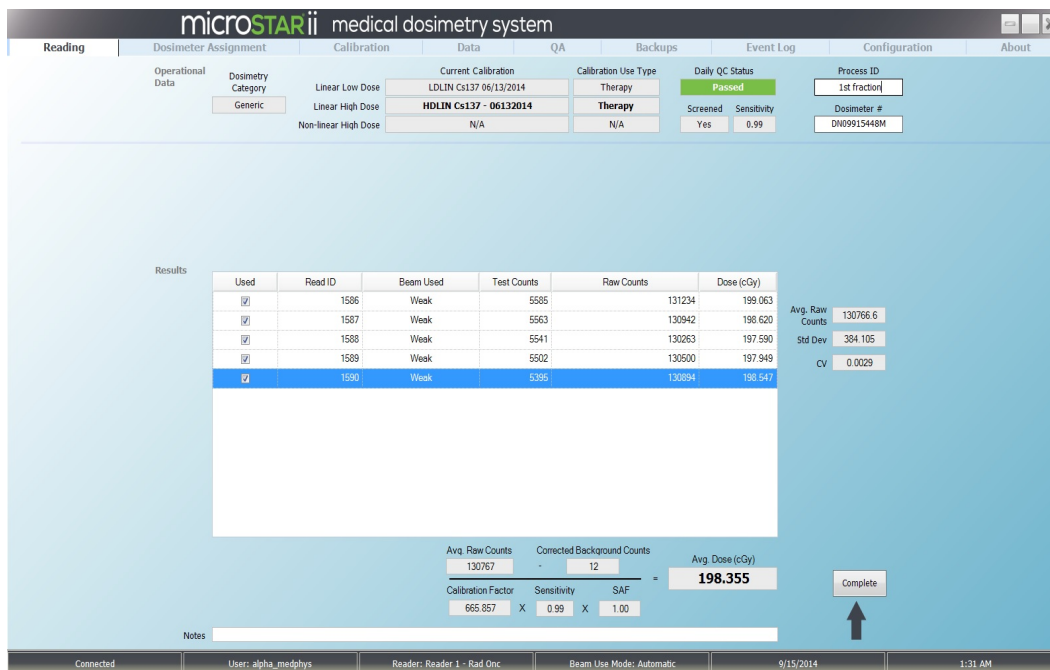 microSTARii medical dosimetry system
Reading Dosimeter Assignment Calibration Data QA Backups Event Log Configuration About
Operational Data
Dosimetry Category
Generic
Current Calibration Calibration Use Type
Linear Low Dose LDLIN Cs137 06/13/2014 Therapy
Linear High Dose HDLIN Cs137 - 06132014 Therapy
Non-linear High Dose N/A N/A
Daily QC Status
Passed
Screened Sensitivity
Yes 0.99
Process ID
1st fraction
Dosimeter #
DN09915448M
Results
Used Read ID Beam Used Test Counts Raw Counts Dose (cGy)
1586 Weak 5585 131234 199.063
1587 Weak 5563 130942 198.620
1588 Weak 5541 130263 197.590
1589 Weak 5502 130500 197.949
1590 Weak 5395 130894 198.547
Avg. Raw Counts 130766.6
Std Dev 384.105
CV 0.0029
Avg. Raw Counts Corrected Background Counts
130767 - 12
Calibration Factor Sensitivity SAF
665.857 X 0.99 X 1.00
= Avg. Dose (cGy)
198.355
Complete
Notes
Connected User: alpha_medphys Reader: Reader 1 - Rad Onc Beam Use Mode: Automatic 9/15/2014 1:31 AM